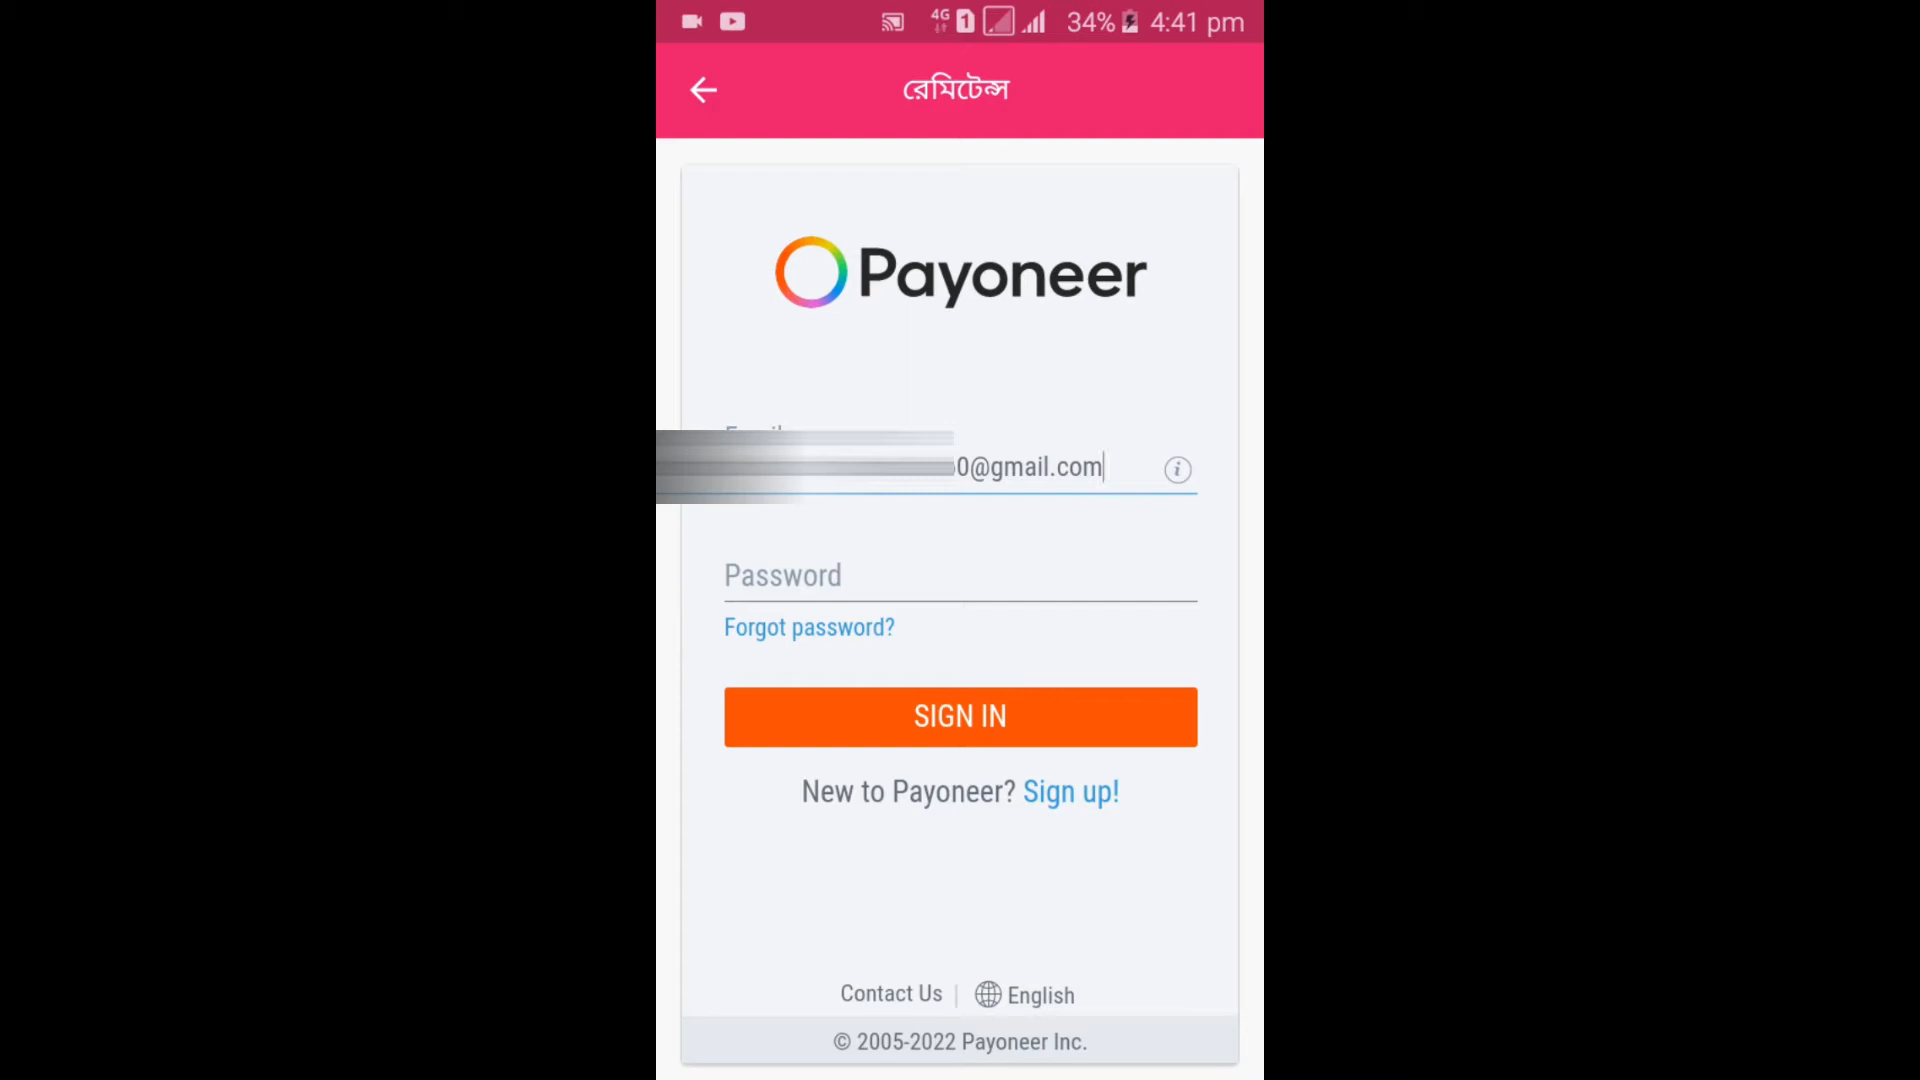 4G 1 34% 4:41 pm
রেমিটেন্স
Payoneer
0@gmail.com
Password
Forgot password?
SIGN IN
New to Payoneer? Sign up!
Contact Us | English
© 2005-2022 Payoneer Inc.